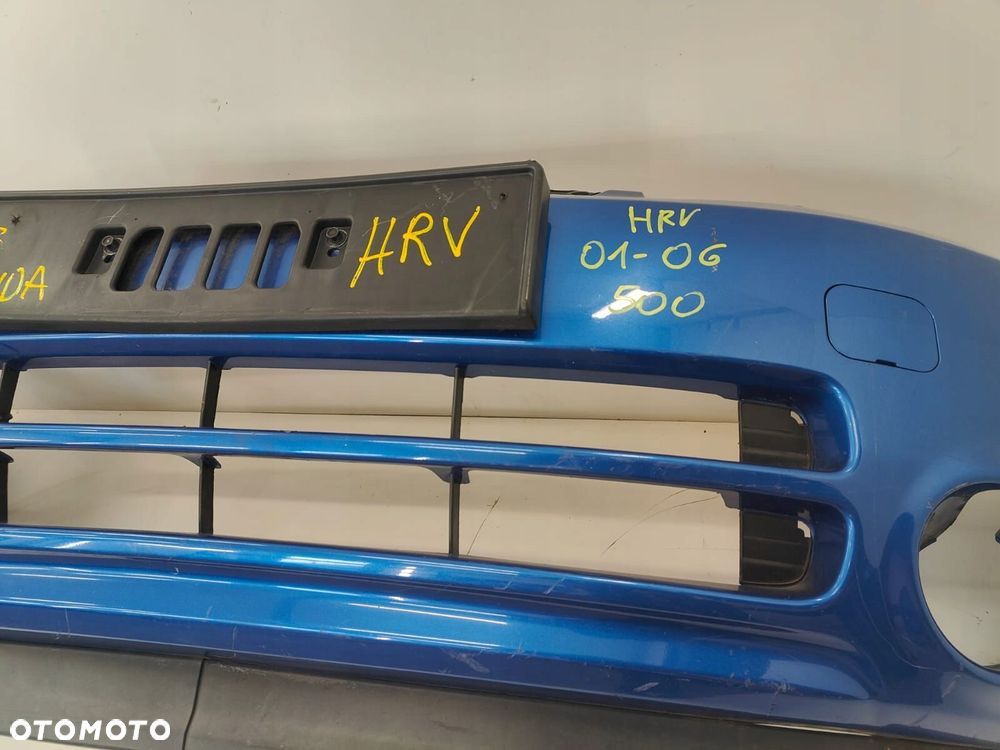 HRV
HRV
01-06
500
OTOMOTO